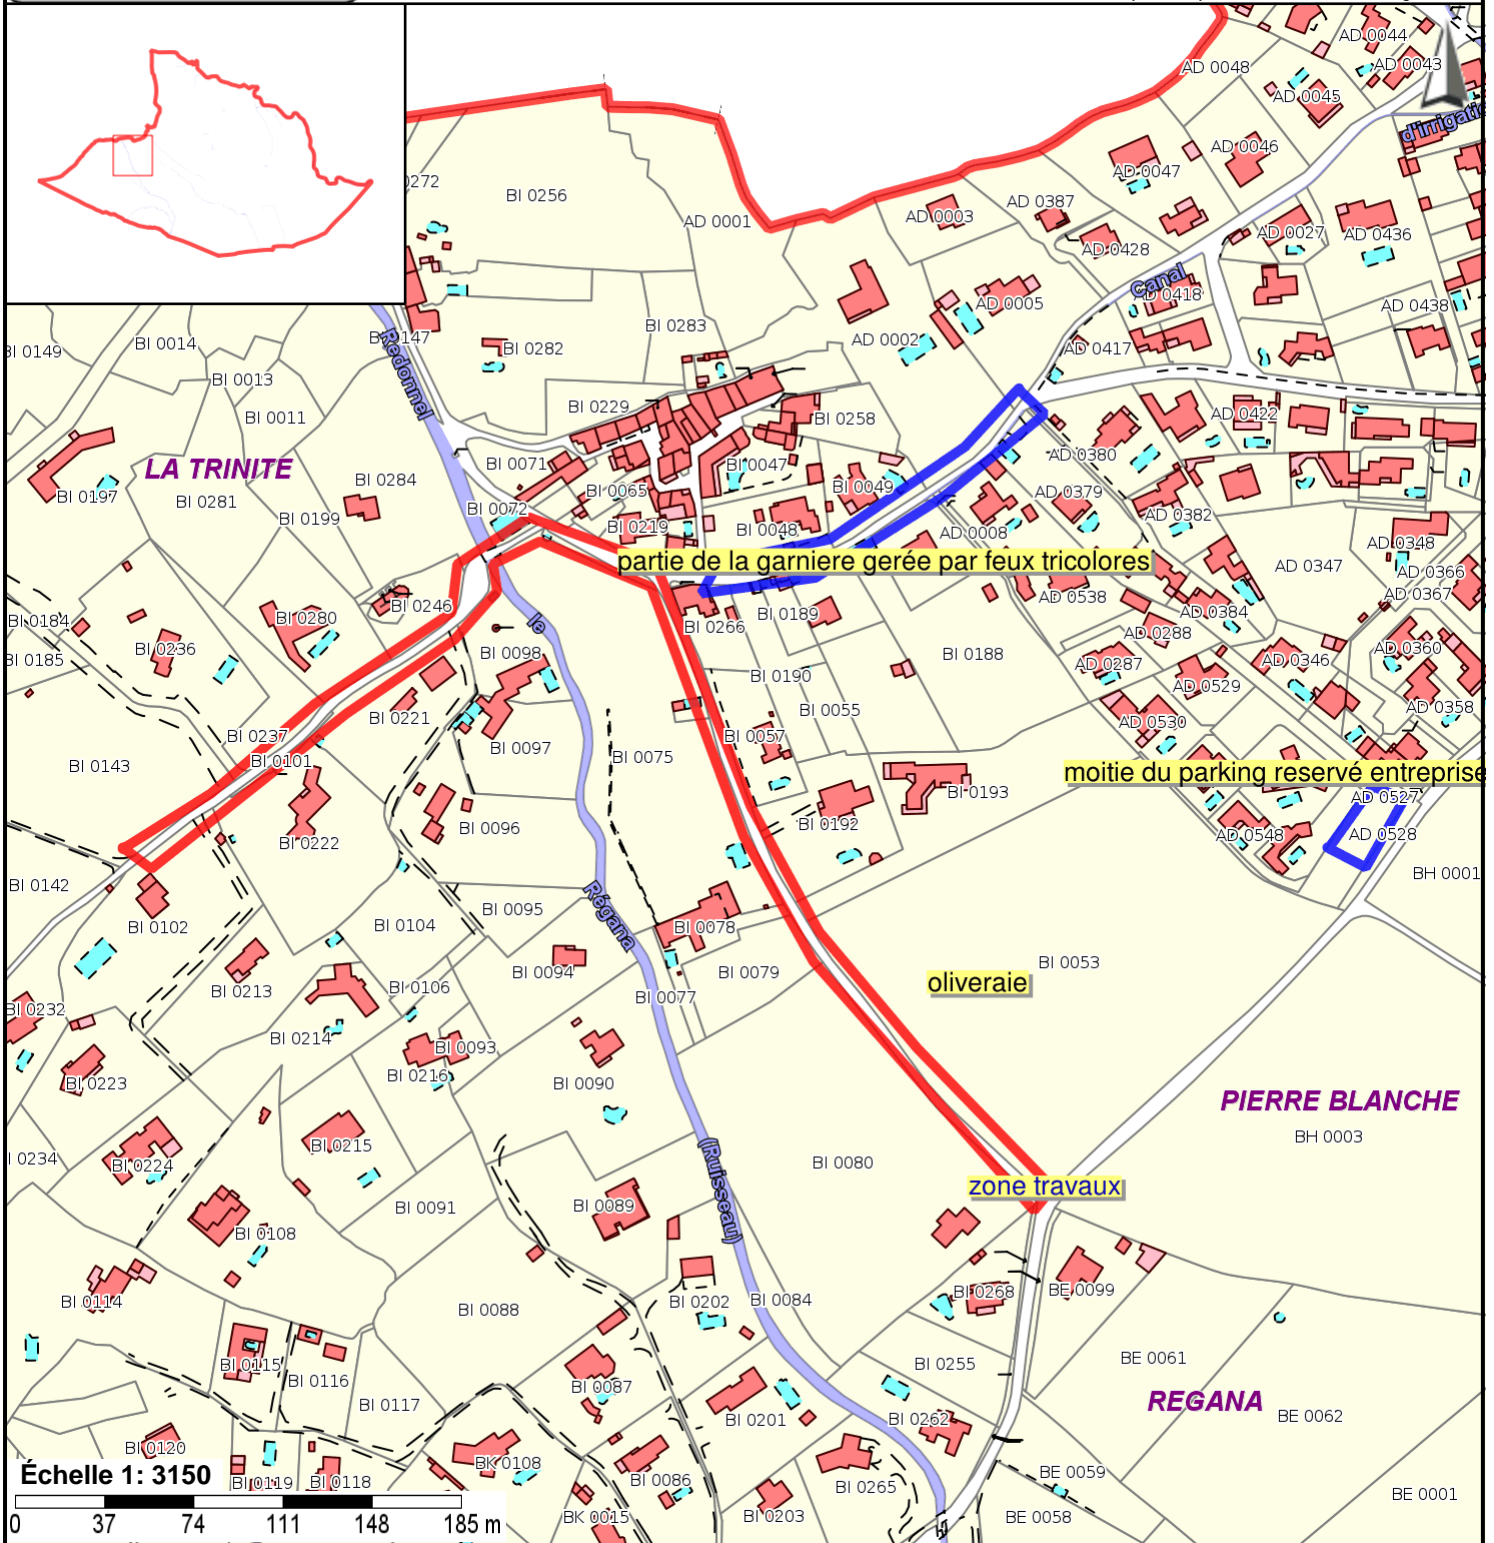 AD 0044
AD 0043
AD 0048
AD 0045
d'irrigatio
AD 0046
AD 0047
0272
BI 0256
AD 0001
AD 0003
AD 0387
AD 0428
AD 0027
AD 0436
Canal
AD 0418
AD 0005
AD 0438
BI 0283
AD 0002
AD 0417
BI 0149
BI 0014
147
Redonnel
BI 0282
BI 0013
BI 0011
BI 0229
BI 0258
AD 0422
LA TRINITE
BI 0071
BI 0047
AD 0380
BI 0197
BI 0281
BI 0284
BI 0065
BI 0049
AD 0379
BI 0199
BI 0072
BI 0219
BI 0048
AD 0008
AD 0382
AD 0348
partie de la garniere gerée par feux tricolores
AD 0347
AD 0366
AD 0367
BI 0184
BI 0280
BI 0246
le
BI 0266
BI 0189
AD 0538
AD 0384
AD 0288
BI 0185
BI 0236
BI 0098
BI 0188
AD 0287
AD 0346
AD 0360
BI 0190
AD 0529
BI 0221
BI 0055
AD 0530
AD 0358
BI 0237
BI 0101
BI 0097
BI 0075
BI 0057
BI 0143
moitie du parking reservé entreprise
BI 0193
AD 0527
BI 0096
BI 0192
AD 0548
AD 0528
BI 0222
BI 0142
BH 0001
BI 0102
BI 0104
BI 0095
Régana
BI 0078
BI 0094
BI 0079
oliveraie
BI 0053
BI 0213
BI 0106
BI 0077
BI 0232
BI 0214
BI 0093
BI 0223
BI 0216
BI 0090
PIERRE BLANCHE
BH 0003
I 0234
BI 0224
BI 0215
(Ruisseau)
BI 0080
zone travaux
BI 0091
BI 0089
BI 0108
BI 0114
BI 0088
BI 0202
BI 0084
BI 0268
BE 0099
BI 0115
BI 0116
BI 0117
BI 0087
BI 0255
BE 0061
REGANA
BI 0201
BI 0262
BE 0062
BI 0120
Échelle 1: 3150
BI 0119
BI 0118
BK 0108
BI 0086
BI 0265
BE 0059
BE 0001
BK 0015
BI 0203
BE 0058
0 37 74 111 148 185 m